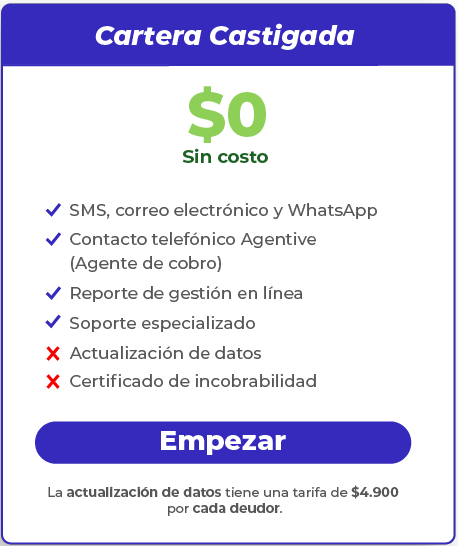 Cartera Castigada
$0
Sin costo
SMS, correo electrónico y WhatsApp
Contacto telefónico Agentive
(Agente de cobro)
Reporte de gestión en línea
Soporte especializado
Actualización de datos
Certificado de incobrabilidad
Empezar
La actualización de datos tiene una tarifa de $4.900
por cada deudor.